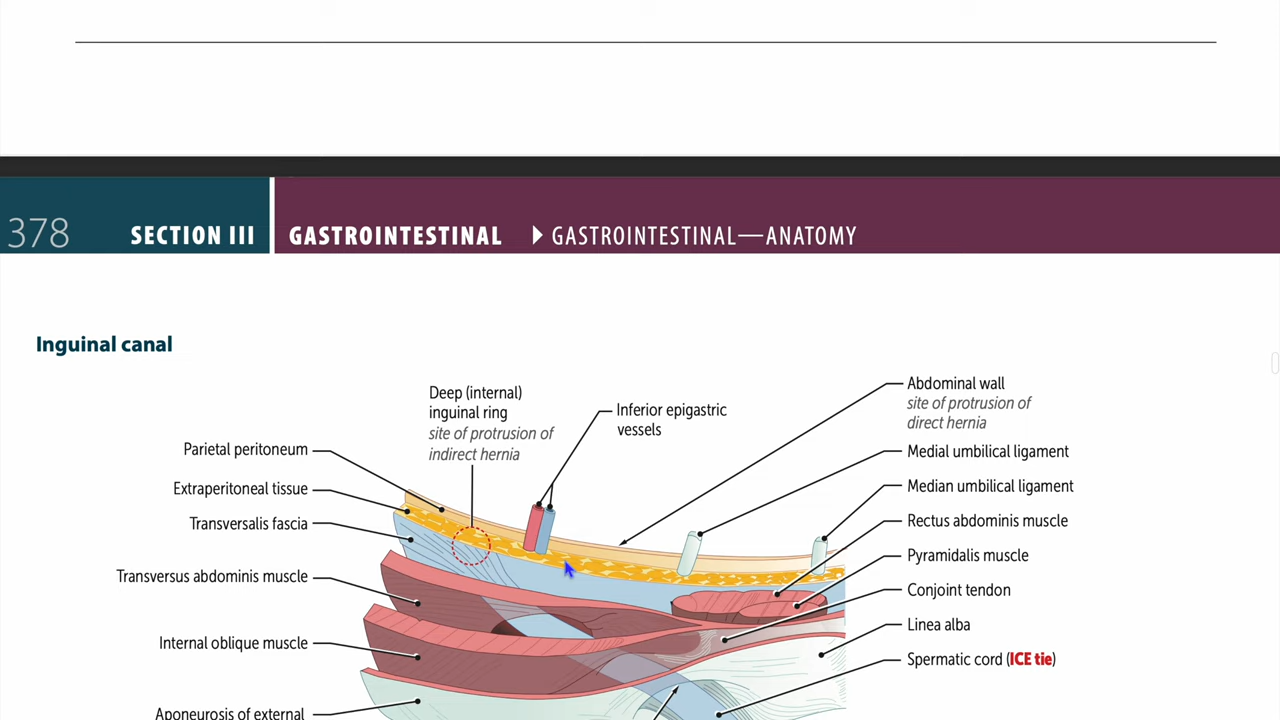 378 SECTION III GASTROINTESTINAL ▶ GASTROINTESTINAL—ANATOMY
Inguinal canal
Deep (internal)
inguinal ring
site of protrusion of
indirect hernia
Inferior epigastric
vessels
Abdominal wall
site of protrusion of
direct hernia
Parietal peritoneum
Extraperitoneal tissue
Transversalis fascia
Transversus abdominis muscle
Internal oblique muscle
Aponeurosis of external
Medial umbilical ligament
Median umbilical ligament
Rectus abdominis muscle
Pyramidalis muscle
Conjoint tendon
Linea alba
Spermatic cord (ICE tie)